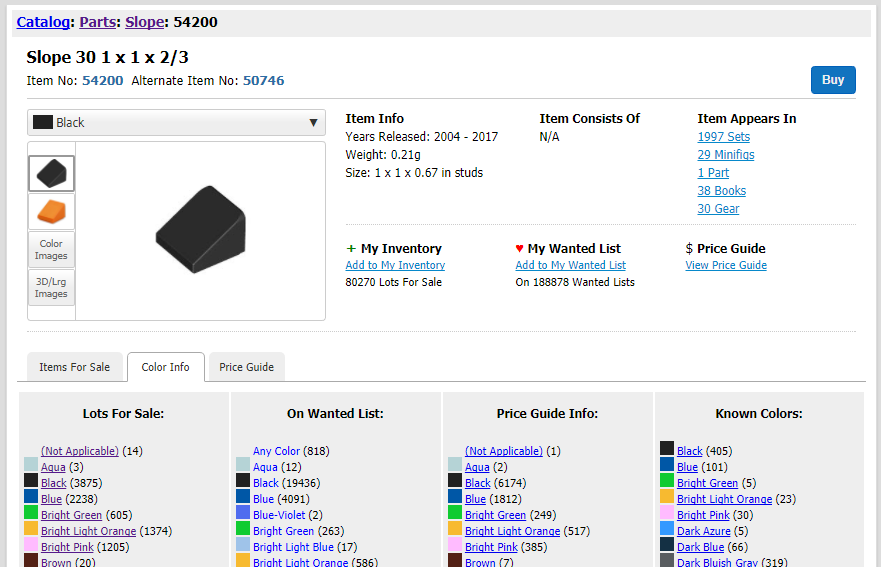 Catalog: Parts: Slope: 54200
Slope 30 1 x 1 x 2/3
Item No: 54200 Alternate Item No: 50746
Buy
Black
Color Images
3D/Lrg Images
Item Info
Years Released: 2004 - 2017
Weight: 0.21g
Size: 1 x 1 x 0.67 in studs
Item Consists Of
N/A
Item Appears In
1997 Sets
29 Minifigs
1 Part
38 Books
30 Gear
+ My Inventory
Add to My Inventory
80270 Lots For Sale
♥ My Wanted List
Add to My Wanted List
On 188878 Wanted Lists
$ Price Guide
View Price Guide
Items For Sale
Color Info
Price Guide
Lots For Sale:
(Not Applicable) (14)
Aqua (3)
Black (3875)
Blue (2238)
Bright Green (605)
Bright Light Orange (1374)
Bright Pink (1205)
Brown (20)
On Wanted List:
Any Color (818)
Aqua (12)
Black (19436)
Blue (4091)
Blue-Violet (2)
Bright Green (263)
Bright Light Blue (17)
Bright Light Orange (586)
Price Guide Info:
(Not Applicable) (1)
Aqua (2)
Black (6174)
Blue (1812)
Bright Green (249)
Bright Light Orange (517)
Bright Pink (385)
Brown (7)
Known Colors:
Black (405)
Blue (101)
Bright Green (5)
Bright Light Orange (23)
Bright Pink (30)
Dark Azure (5)
Dark Blue (66)
Dark Bluish Gray (319)